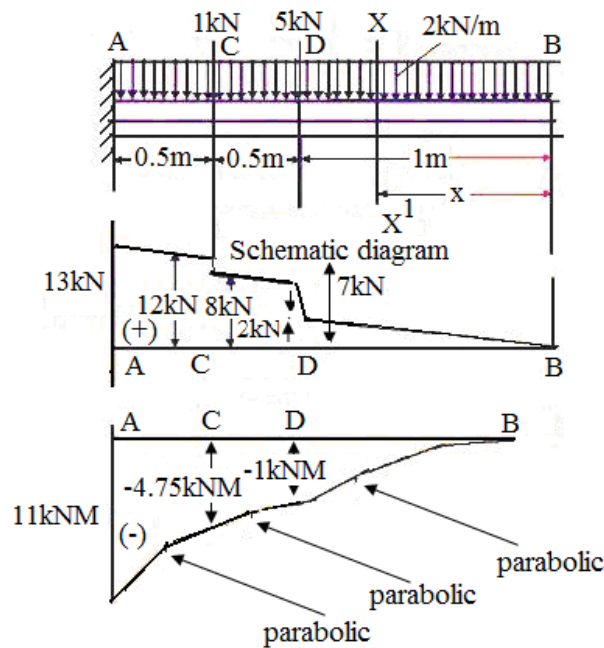 1kN 5kN X 2kN/m
A C D B
0.5m 0.5m 1m
x
X¹
Schematic diagram
13kN 12kN 8kN 7kN
2kN
(+)
A C D B
A C D B
-4.75kNM -1kNM
11kNM
(-)
parabolic
parabolic
parabolic